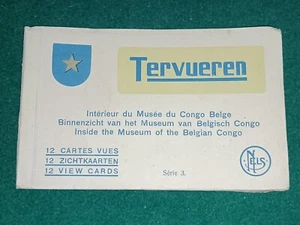 Tervueren
Intérieur du Musée du Congo Belge
Binnenzicht van het Museum van Belgisch Congo
Inside the Museum of the Belgian Congo
12 CARTES VUES
12 ZICHTKAARTEN
12 VIEW CARDS
Série 3.
NELS